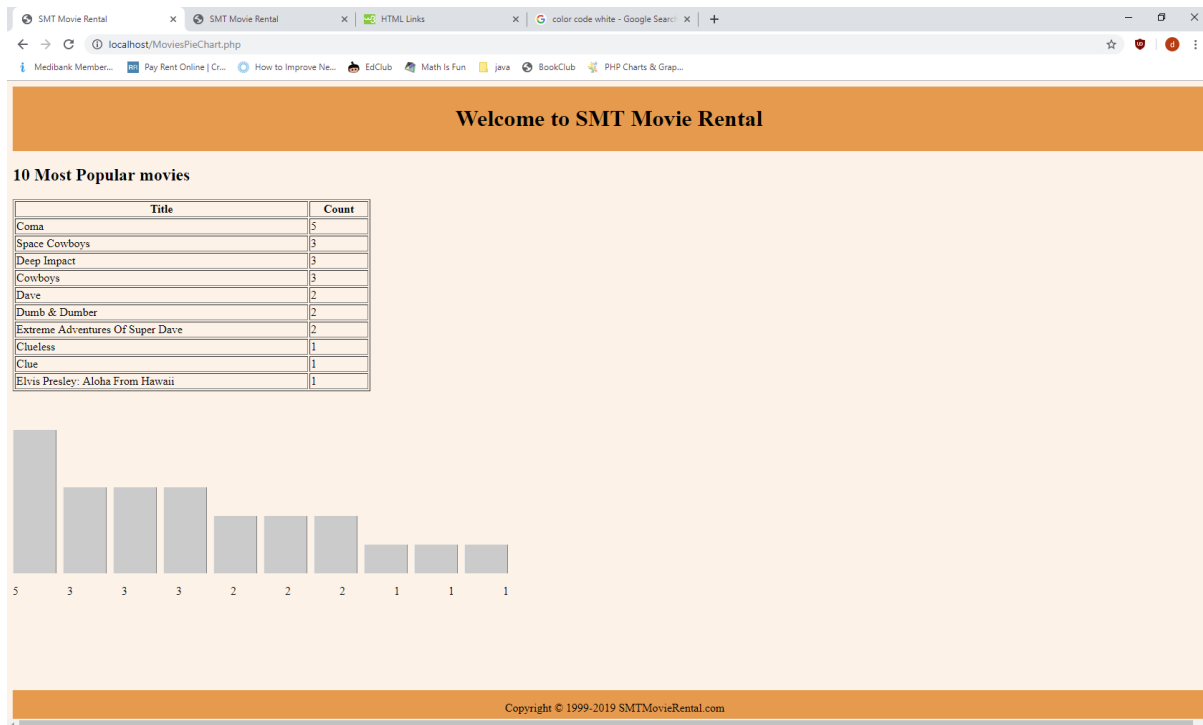 SMT Movie Rental
SMT Movie Rental
HTML Links
color code white - Google Search
localhost/MoviesPieChart.php
Medibank Member... Pay Rent Online | Cr... How to Improve Ne... EdClub Math Is Fun java BookClub PHP Charts & Grap...
Welcome to SMT Movie Rental
10 Most Popular movies
Title Count
Coma 5
Space Cowboys 3
Deep Impact 3
Cowboys 3
Dave 2
Dumb & Dumber 2
Extreme Adventures Of Super Dave 2
Clueless 1
Clue 1
Elvis Presley: Aloha From Hawaii 1
5 3 3 3 2 2 2 1 1 1
Copyright © 1999-2019 SMTMovieRental.com